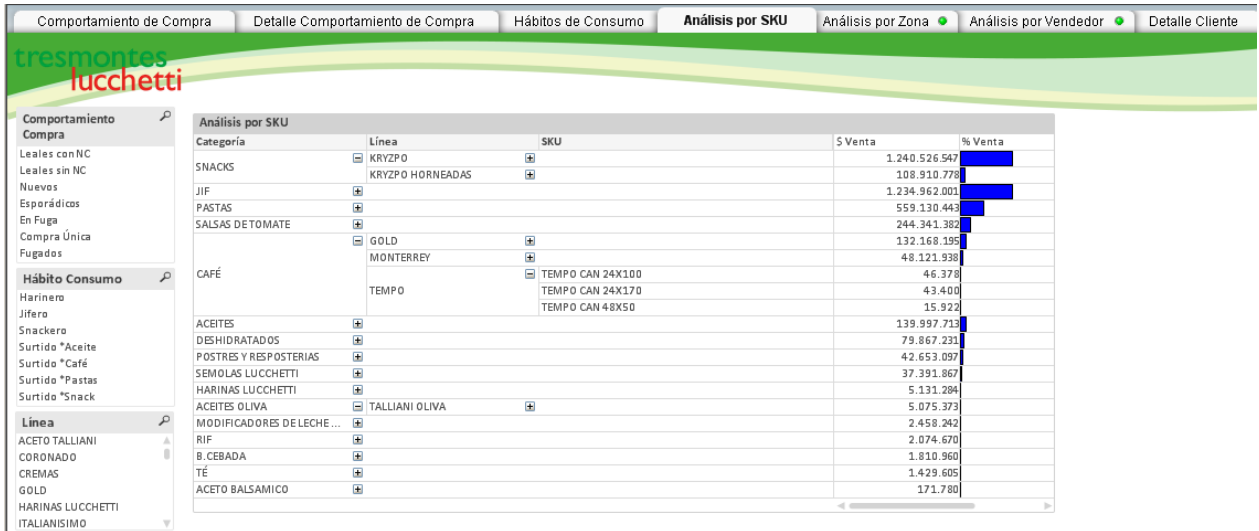 Comportamiento de Compra Detalle Comportamiento de Compra Hábitos de Consumo Análisis por SKU Análisis por Zona Análisis por Vendedor Detalle Cliente
tresmontes
lucchetti
Comportamiento
Compra
Leales con NC
Leales sin NC
Nuevos
Esporádicos
En Fuga
Compra Única
Fugados
Hábito Consumo
Harinero
Jifero
Snackero
Surtido *Aceite
Surtido *Café
Surtido *Pastas
Surtido *Snack
Línea
ACETO TALLIANI
CORONADO
CREMAS
GOLD
HARINAS LUCCHETTI
ITALIANISIMO
Análisis por SKU
Categoría Línea SKU $ Venta % Venta
SNACKS KRYZPO 1.240.526.547
KRYZPO HORNEADAS 108.910.778
JIF 1.234.962.001
PASTAS 559.130.443
SALSAS DE TOMATE 244.341.382
CAFÉ GOLD 132.168.195
MONTERREY 48.121.938
TEMPO TEMPO CAN 24X100 46.378
TEMPO CAN 24X170 43.400
TEMPO CAN 48X50 15.922
ACEITES 139.997.713
DESHIDRATADOS 79.867.231
POSTRES Y RESPOSTERIAS 42.653.097
SEMOLAS LUCCHETTI 37.391.867
HARINAS LUCCHETTI 5.131.284
ACEITES OLIVA TALLIANI OLIVA 5.075.373
MODIFICADORES DE LECHE ... 2.458.242
RIF 2.074.670
B.CEBADA 1.810.960
TÉ 1.429.605
ACETO BALSAMICO 171.780